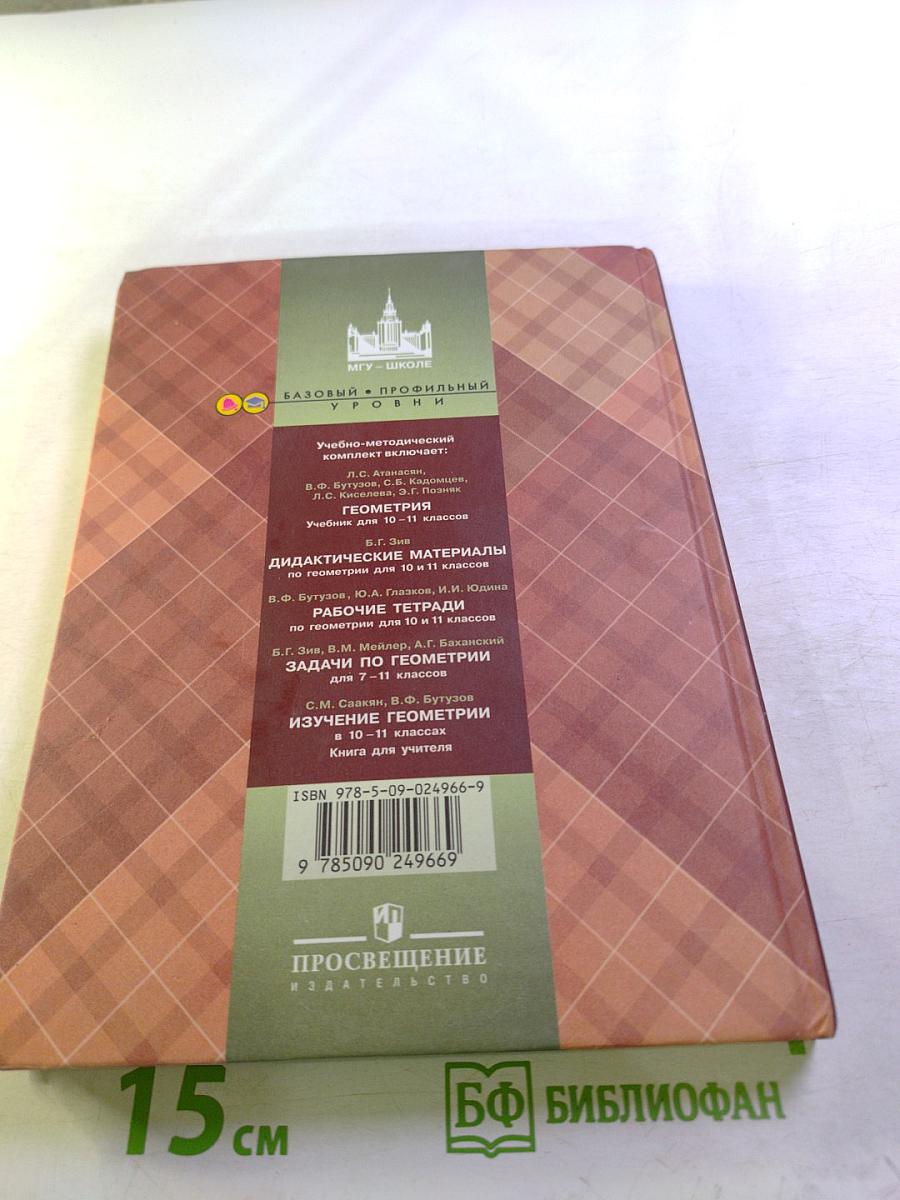 МГУ – ШКОЛЕ
БАЗОВЫЙ • ПРОФИЛЬНЫЙ
УРОВНИ
Учебно-методический
комплект включает:
Л.С. Атанасян,
В.Ф. Бутузов, С.Б. Кадомцев,
Л.С. Киселева, Э.Г. Позняк
ГЕОМЕТРИЯ
Учебник для 10–11 классов
Б.Г. Зив
ДИДАКТИЧЕСКИЕ МАТЕРИАЛЫ
по геометрии для 10 и 11 классов
В.Ф. Бутузов, Ю.А. Глазков, И.И. Юдина
РАБОЧИЕ ТЕТРАДИ
по геометрии для 10 и 11 классов
Б.Г. Зив, В.М. Мейлер, А.Г. Баханский
ЗАДАЧИ ПО ГЕОМЕТРИИ
для 7–11 классов
С.М. Саакян, В.Ф. Бутузов
ИЗУЧЕНИЕ ГЕОМЕТРИИ
в 10–11 классах
Книга для учителя
ISBN 978-5-09-024966-9
9 785090 249669
ИП
ПРОСВЕЩЕНИЕ
ИЗДАТЕЛЬСТВО
15 см
БФ БИБЛИОФАН